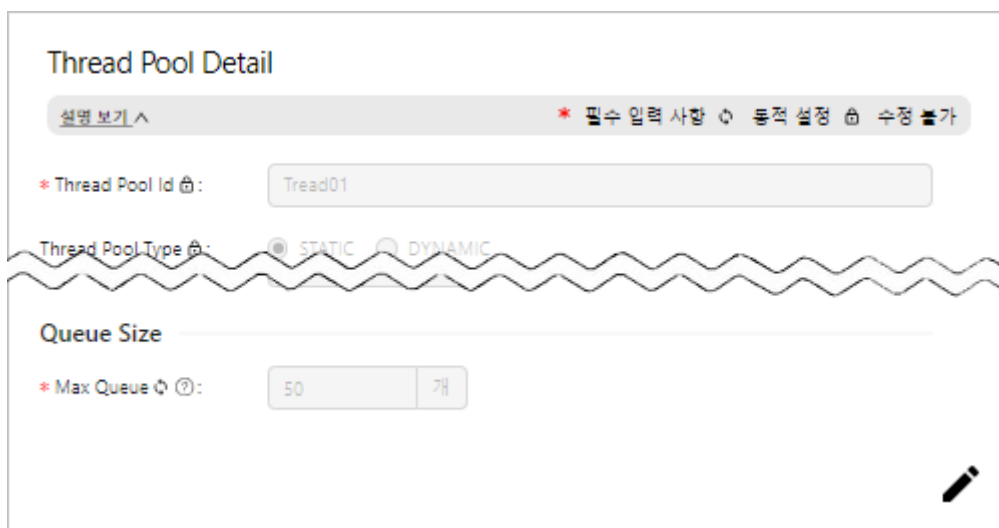 Thread Pool Detail
설명 보기 * 필수 입력 사항 동적 설정 수정 불가
* Thread Pool Id : Tread01
Thread Pool Type : STATIC DYNAMIC
Queue Size
* Max Queue ? : 50 개